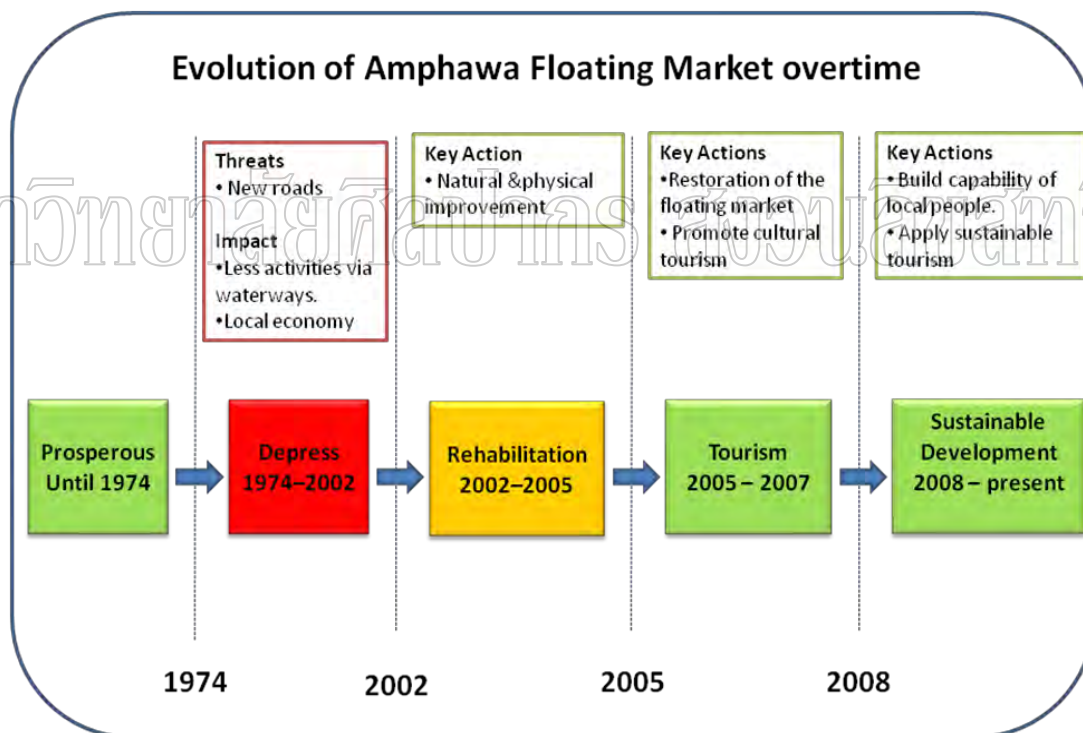 Evolution of Amphawa Floating Market overtime
Threats
• New roads
Impact
•Less activities via
waterways.
•Local economy
Key Action
• Natural &physical
improvement
Key Actions
•Restoration of the
floating market
• Promote cultural
tourism
Key Actions
• Build capability of
local people.
• Apply sustainable
tourism
Prosperous
Until 1974
Depress
1974–2002
Rehabilitation
2002–2005
Tourism
2005 – 2007
Sustainable
Development
2008 – present
1974
2002
2005
2008